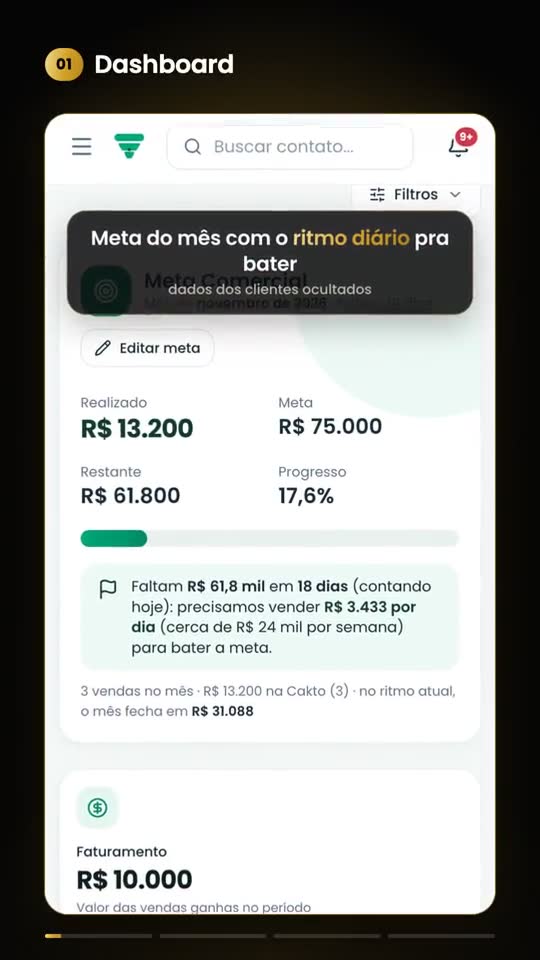 01 Dashboard
Buscar contato...
9+
Filtros
Meta do mês com o ritmo diário pra
bater
Meta Comercial
dados dos clientes ocultados
Editar meta
Realizado
Meta
R$ 13.200
R$ 75.000
Restante
Progresso
R$ 61.800
17,6%
Faltam R$ 61,8 mil em 18 dias (contando
hoje): precisamos vender R$ 3.433 por
dia (cerca de R$ 24 mil por semana)
para bater a meta.
3 vendas no mês · R$ 13.200 na Cakto (3) · no ritmo atual,
o mês fecha em R$ 31.088
Faturamento
R$ 10.000
Valor das vendas ganhas no período